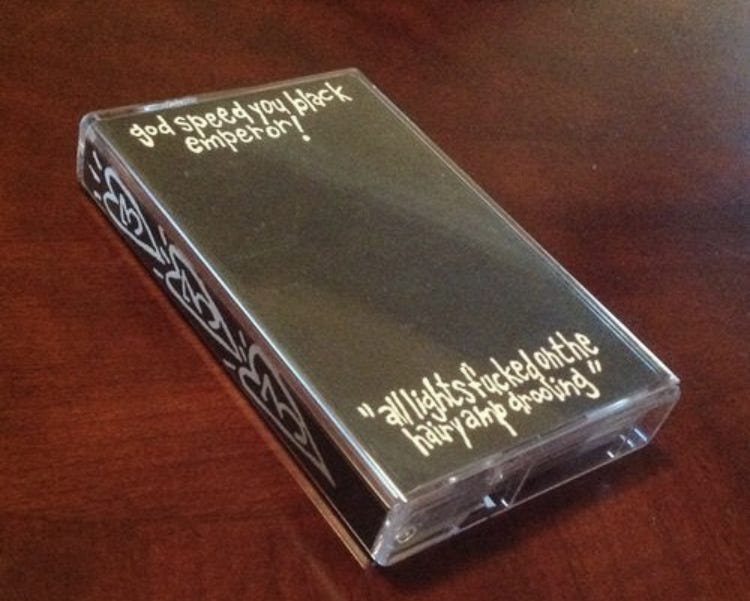 god speed you black
emperor!
"all lights fucked on the
hairy amp drooling"